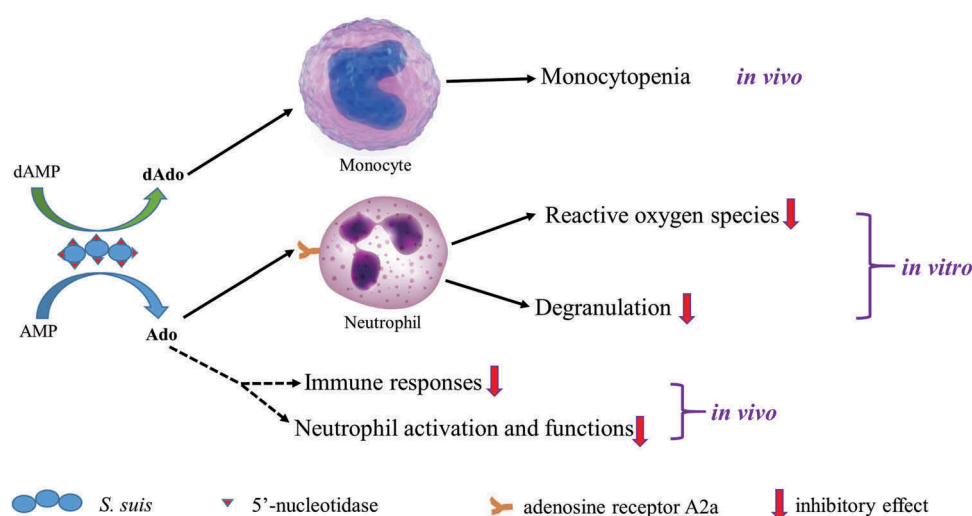 Monocytopenia in vivo
Monocyte
dAMP dAdo
Reactive oxygen species
in vitro
Degranulation
Neutrophil
AMP Ado
Immune responses
in vivo
Neutrophil activation and functions
S. suis 5’-nucleotidase adenosine receptor A2a inhibitory effect